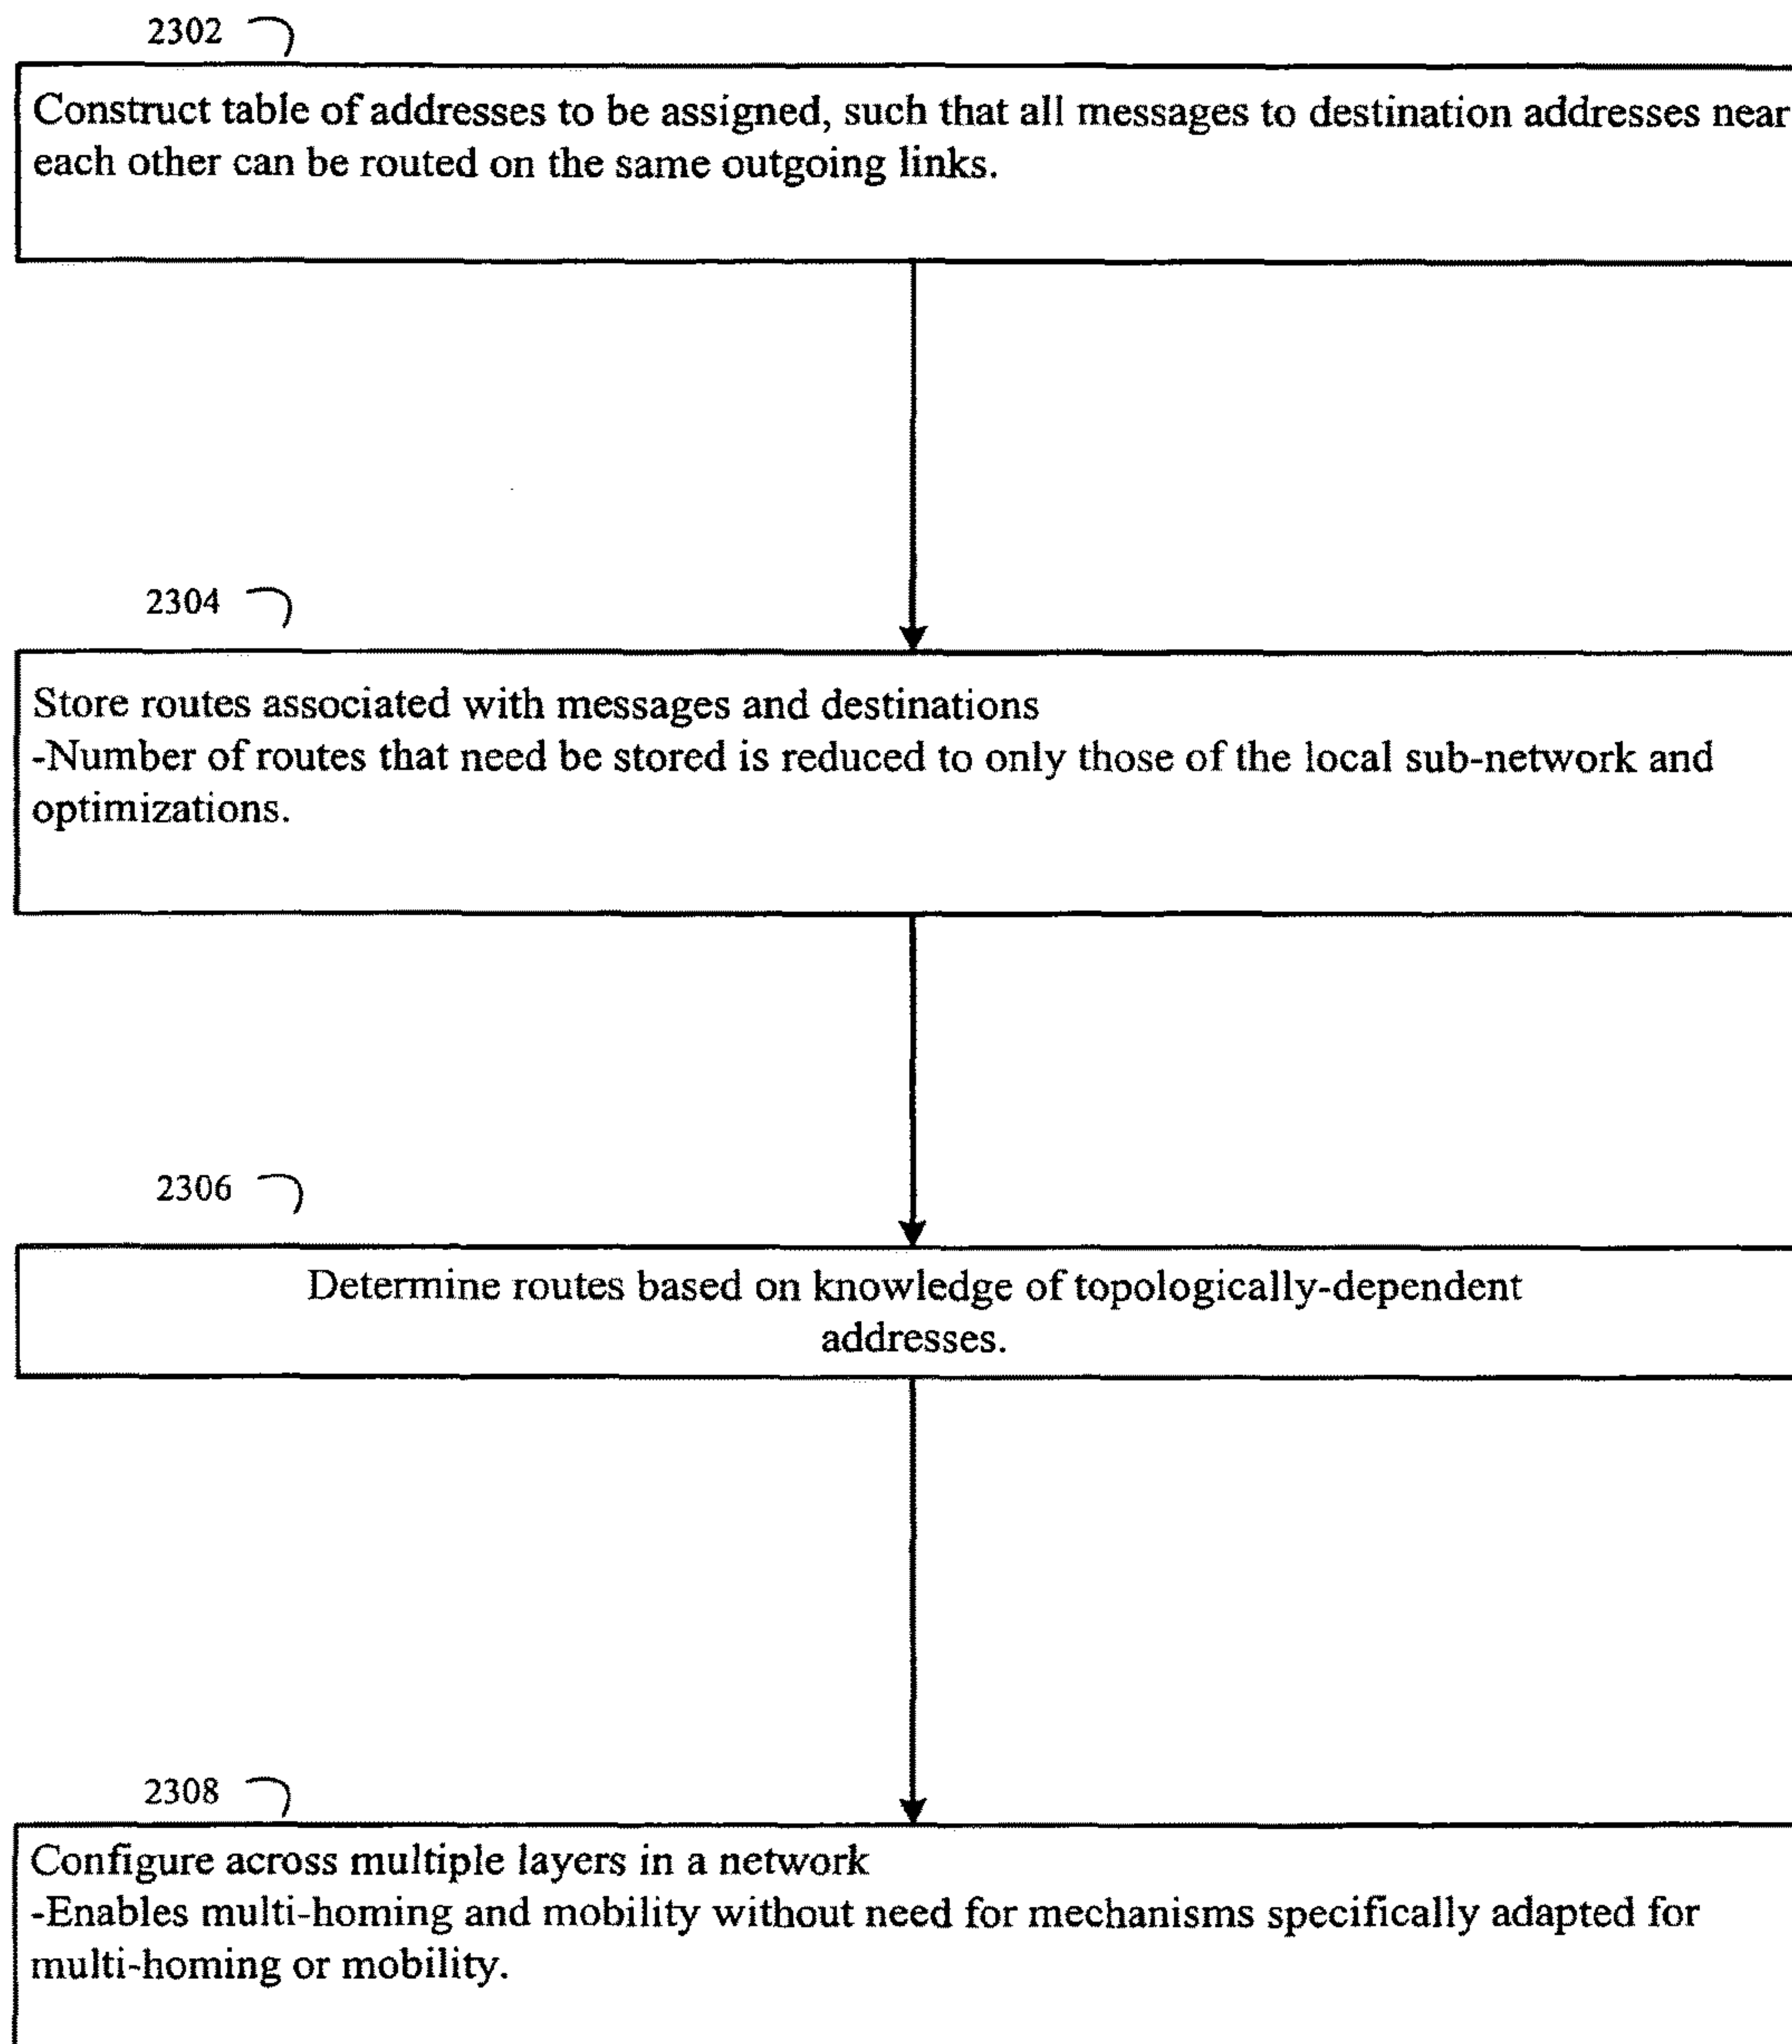 2302
Construct table of addresses to be assigned, such that all messages to destination addresses near
each other can be routed on the same outgoing links.
2304
Store routes associated with messages and destinations
-Number of routes that need be stored is reduced to only those of the local sub-network and
optimizations.
2306
Determine routes based on knowledge of topologically-dependent
addresses.
2308
Configure across multiple layers in a network
-Enables multi-homing and mobility without need for mechanisms specifically adapted for
multi-homing or mobility.